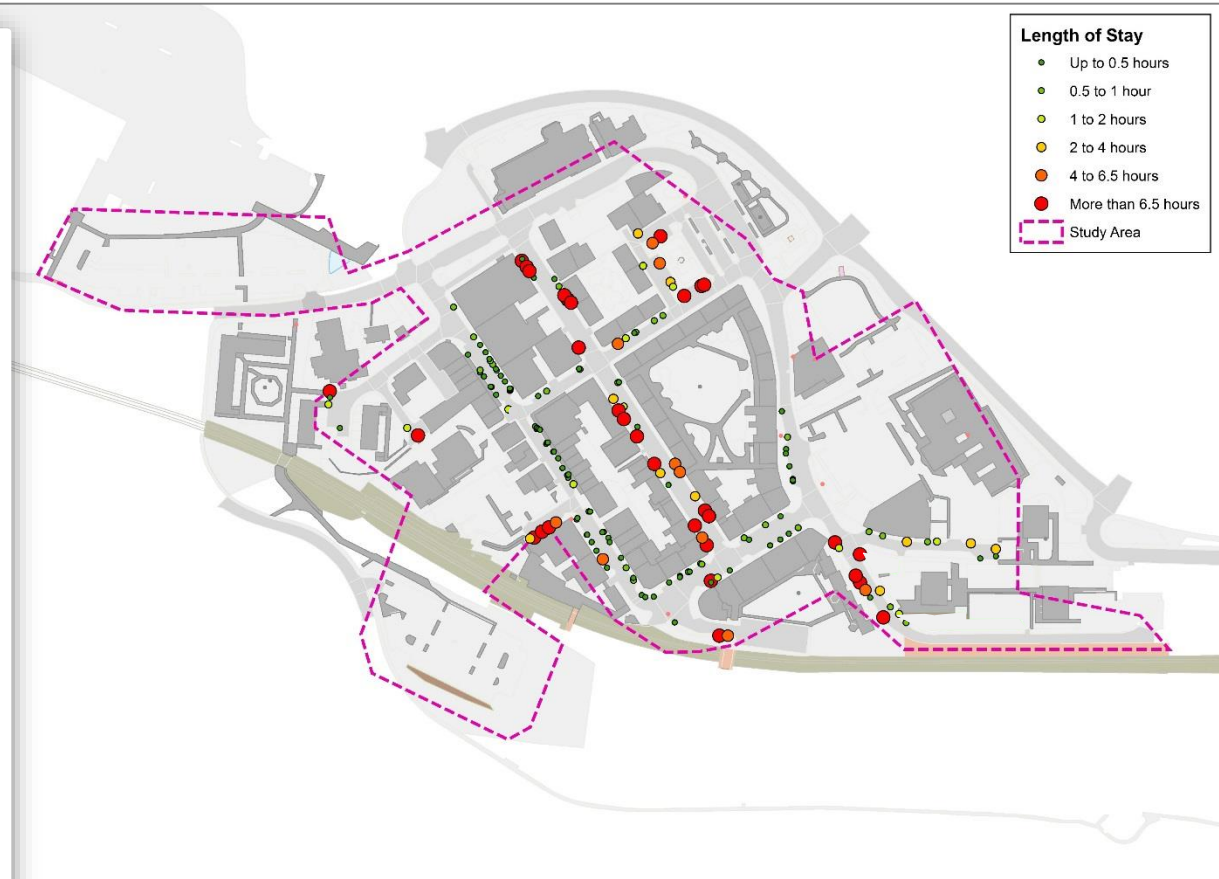 Length of Stay
Up to 0.5 hours
0.5 to 1 hour
1 to 2 hours
2 to 4 hours
4 to 6.5 hours
More than 6.5 hours
Study Area